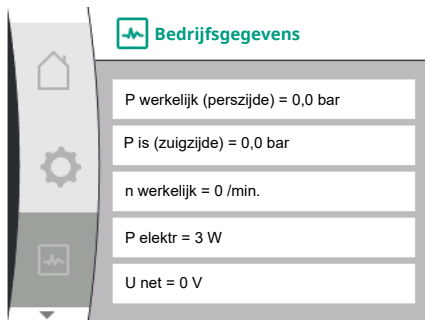 Bedrijfsgegevens
P werkelijk (perszijde) = 0,0 bar
P is (zuigzijde) = 0,0 bar
n werkelijk = 0 /min.
P elektr = 3 W
U net = 0 V